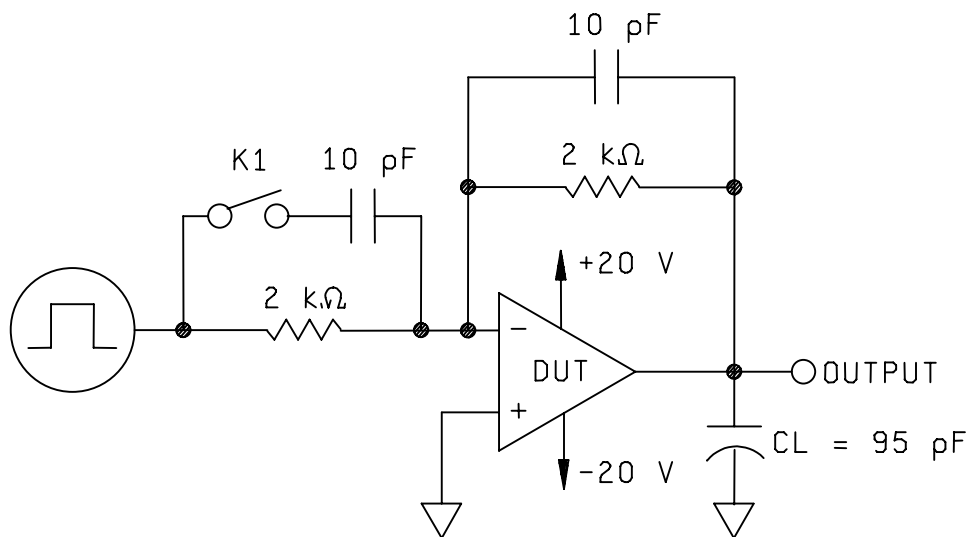 10 pF
K1 10 pF
2 kΩ
+20 V
2 kΩ
−
DUT
OUTPUT
+
CL = 95 pF
−20 V